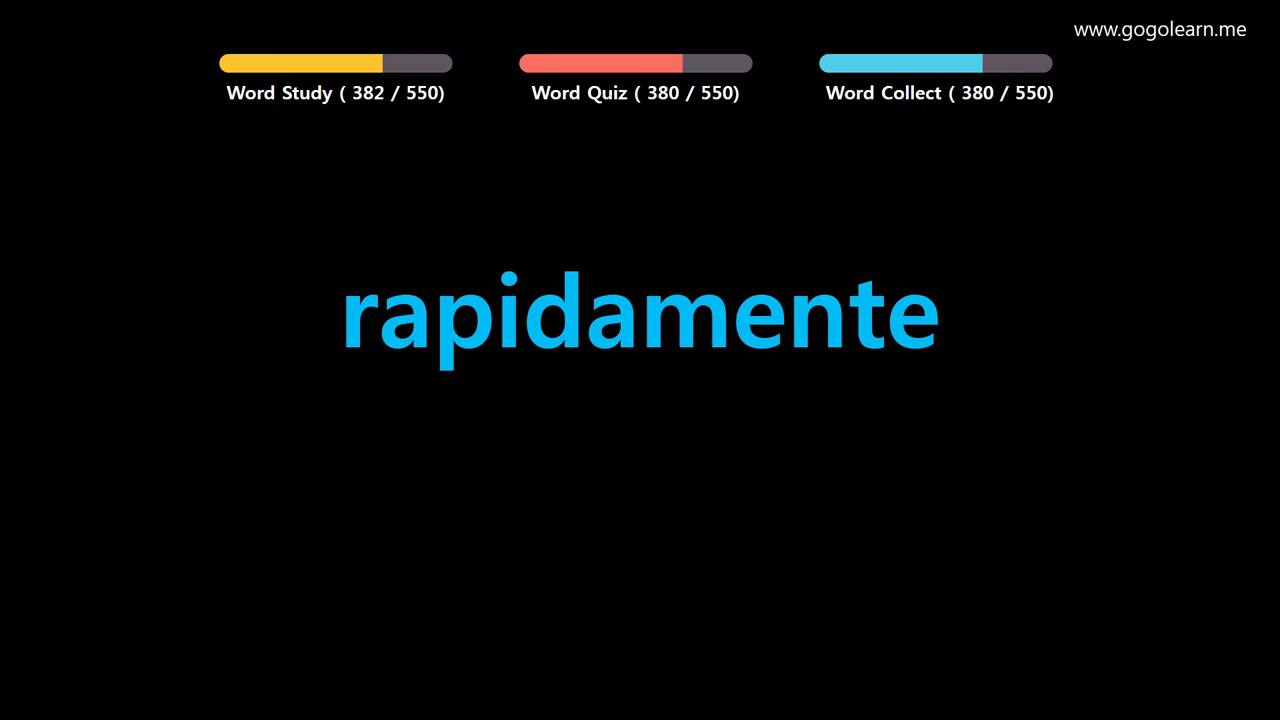 www.gogolearn.me
Word Study ( 382 / 550)
Word Quiz ( 380 / 550)
Word Collect ( 380 / 550)
rapidamente